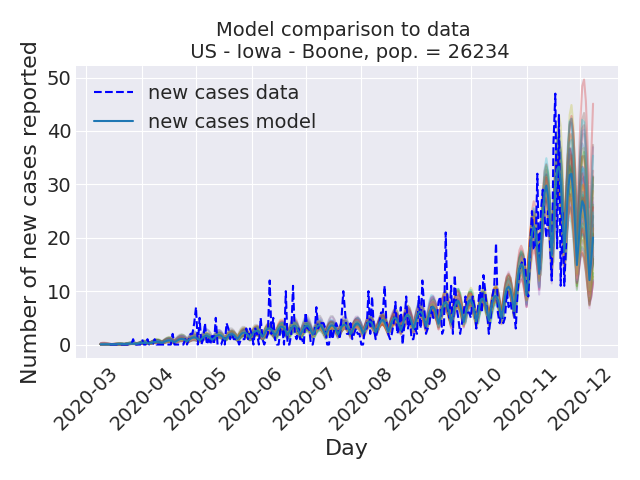 Model comparison to data
US - Iowa - Boone, pop. = 26234
Number of new cases reported
50
40
30
20
10
0
new cases data
new cases model
2020-03
2020-04
2020-05
2020-06
2020-07
2020-08
2020-09
2020-10
2020-11
2020-12
Day